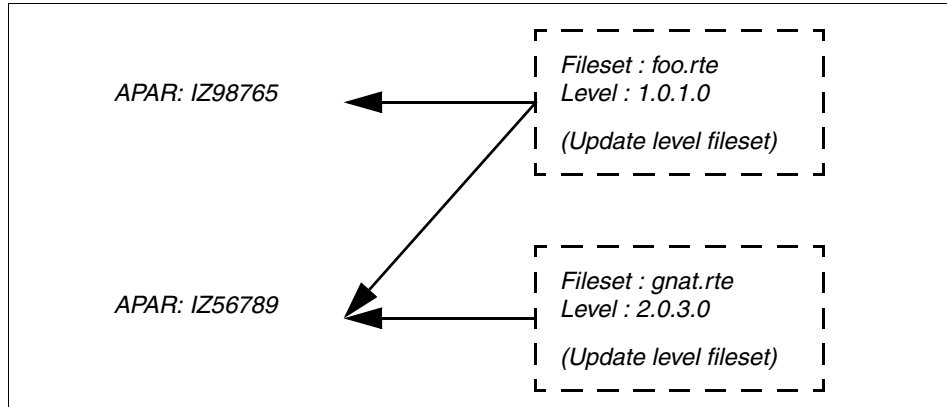 APAR: IZ98765
Fileset : foo.rte
Level : 1.0.1.0
(Update level fileset)
APAR: IZ56789
Fileset : gnat.rte
Level : 2.0.3.0
(Update level fileset)